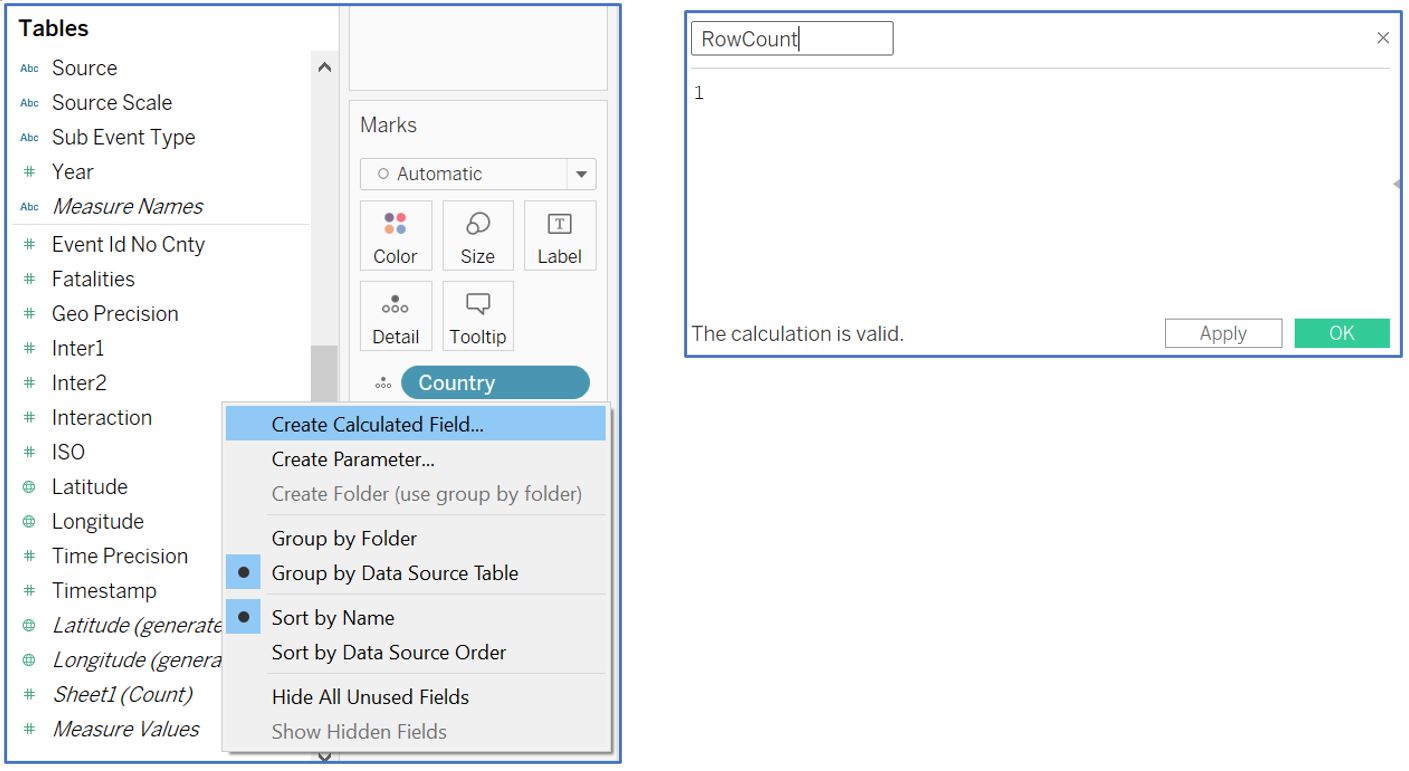 Tables
Abc Source
Abc Source Scale
Abc Sub Event Type
# Year
Abc Measure Names
# Event Id No Cnty
# Fatalities
# Geo Precision
# Inter1
# Inter2
# Interaction
# ISO
Latitude
Longitude
# Time Precision
# Timestamp
Latitude (generate
Longitude (genera
# Sheet1 (Count)
# Measure Values
Marks
Automatic
Color Size Label
Detail Tooltip
Country
Create Calculated Field...
Create Parameter...
Create Folder (use group by folder)
Group by Folder
Group by Data Source Table
Sort by Name
Sort by Data Source Order
Hide All Unused Fields
Show Hidden Fields
RowCount
1
The calculation is valid. Apply OK